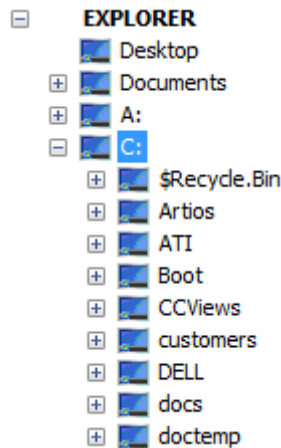 EXPLORER
Desktop
Documents
A:
C:
$Recycle.Bin
Artios
ATI
Boot
CCViews
customers
DELL
docs
doctemp